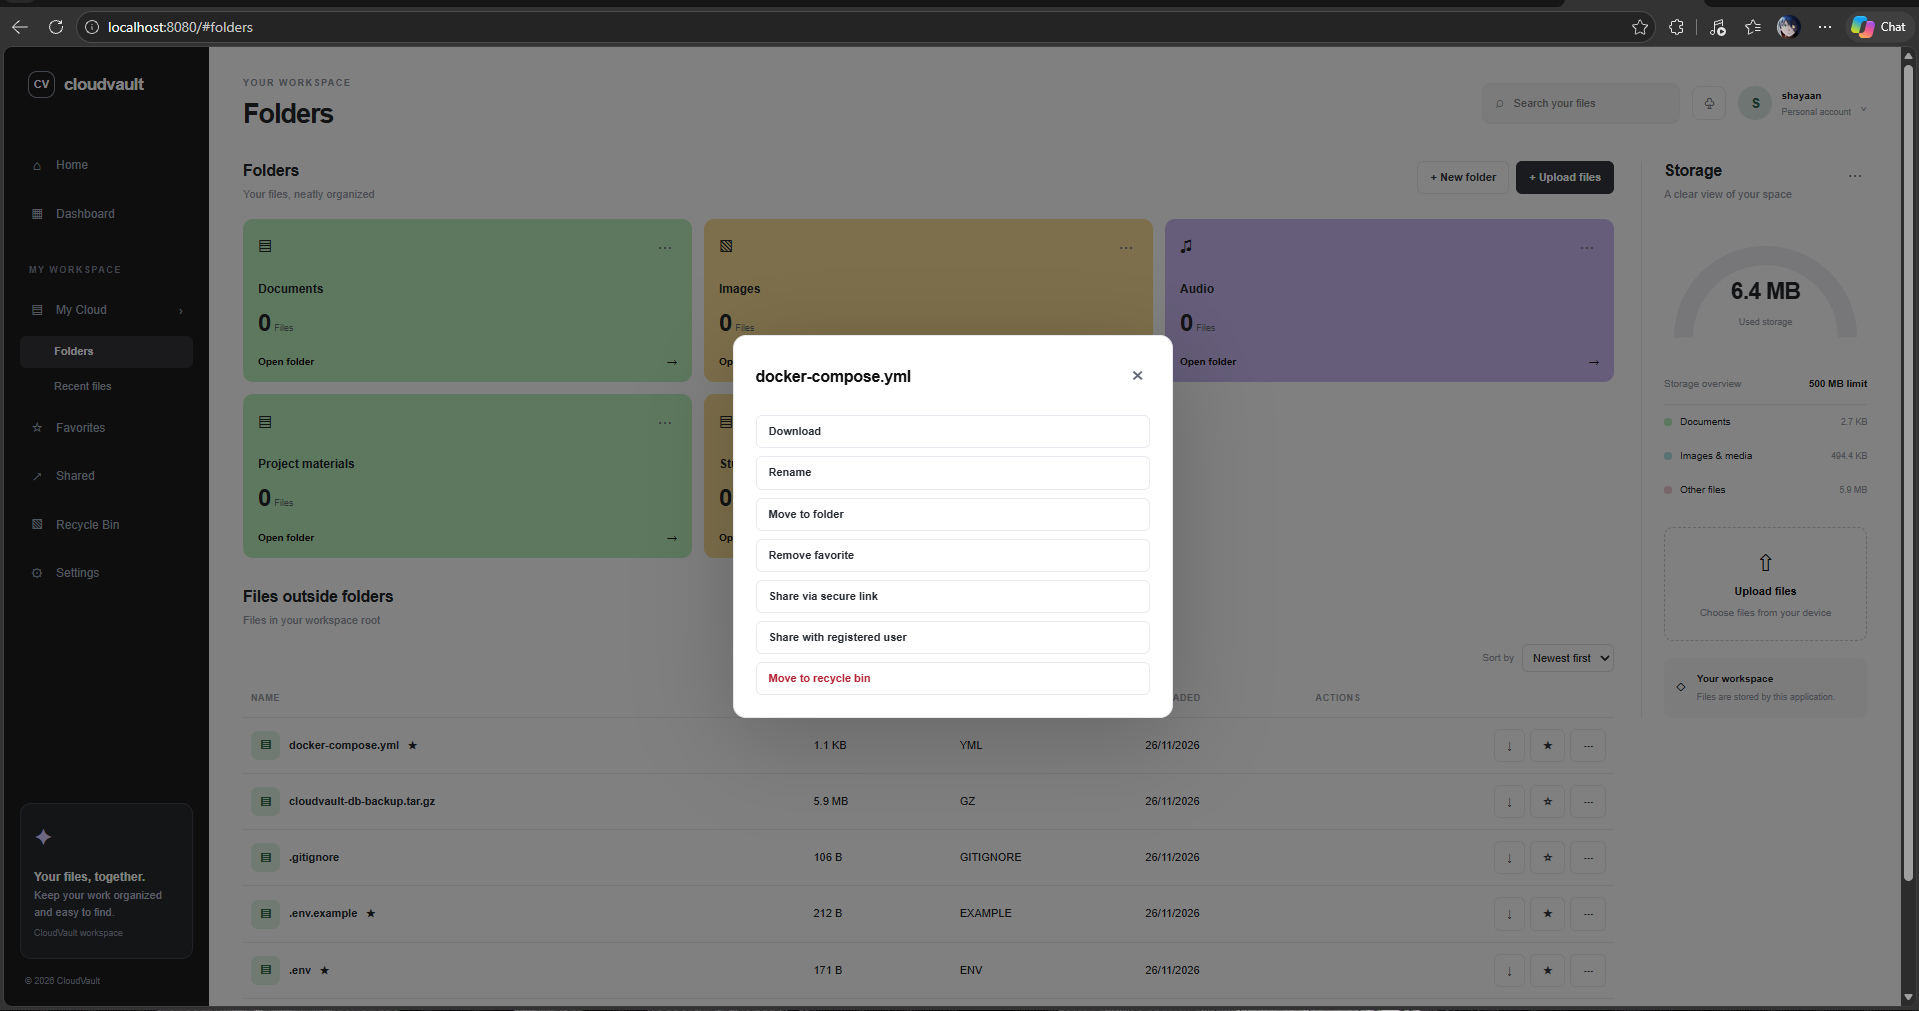 localhost:8080/#folders
Chat
CV cloudvault
Home
Dashboard
MY WORKSPACE
My Cloud
Folders
Recent files
Favorites
Shared
Recycle Bin
Settings
Your files, together.
Keep your work organized
and easy to find.
CloudVault workspace
© 2026 CloudVault
YOUR WORKSPACE
Folders
Search your files
S
shayaan
Personal account
Folders
Your files, neatly organized
+ New folder
+ Upload files
Documents
0 Files
Open folder
Images
0 Files
Audio
0 Files
Open folder
Project materials
0 Files
Open folder
0
docker-compose.yml
Download
Rename
Move to folder
Remove favorite
Share via secure link
Share with registered user
Move to recycle bin
Files outside folders
Files in your workspace root
Sort by Newest first
NAME ACTIONS
docker-compose.yml 1.1 KB YML 26/11/2026
cloudvault-db-backup.tar.gz 5.9 MB GZ 26/11/2026
.gitignore 106 B GITIGNORE 26/11/2026
.env.example 212 B EXAMPLE 26/11/2026
.env 171 B ENV 26/11/2026
Storage
A clear view of your space
6.4 MB
Used storage
Storage overview 500 MB limit
Documents 2.7 KB
Images & media 494.4 KB
Other files 5.9 MB
Upload files
Choose files from your device
Your workspace
Files are stored by this application.